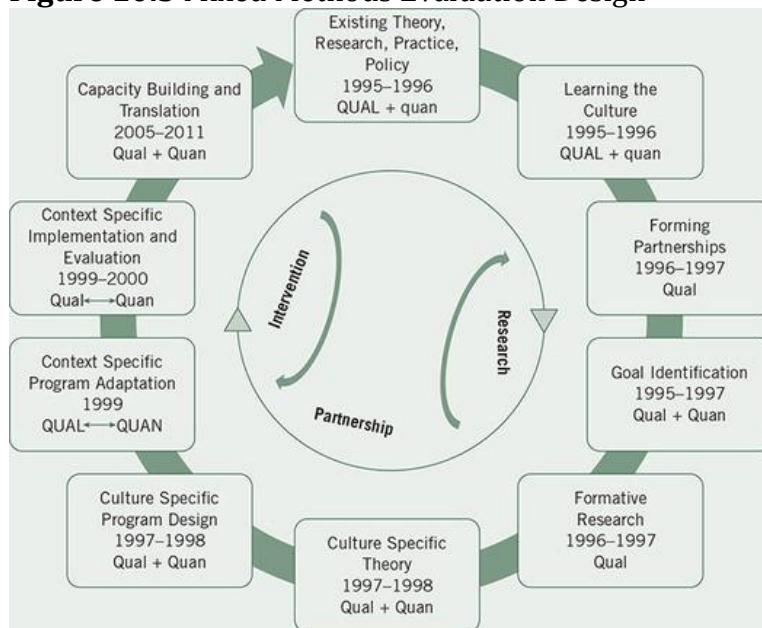 Figure 10.3 Mixed Methods Evaluation Design
Existing Theory,
Research, Practice,
Policy
1995–1996
QUAL + quan
Learning the
Culture
1995–1996
QUAL + quan
Forming
Partnerships
1996–1997
Qual
Goal Identification
1995–1997
Qual + Quan
Formative
Research
1996–1997
Qual
Culture Specific
Theory
1997–1998
Qual + Quan
Culture Specific
Program Design
1997–1998
Qual + Quan
Context Specific
Program Adaptation
1999
QUAL↔QUAN
Context Specific
Implementation and
Evaluation
1999–2000
Qual↔Quan
Capacity Building and
Translation
2005–2011
Qual + Quan
Intervention
Research
Partnership